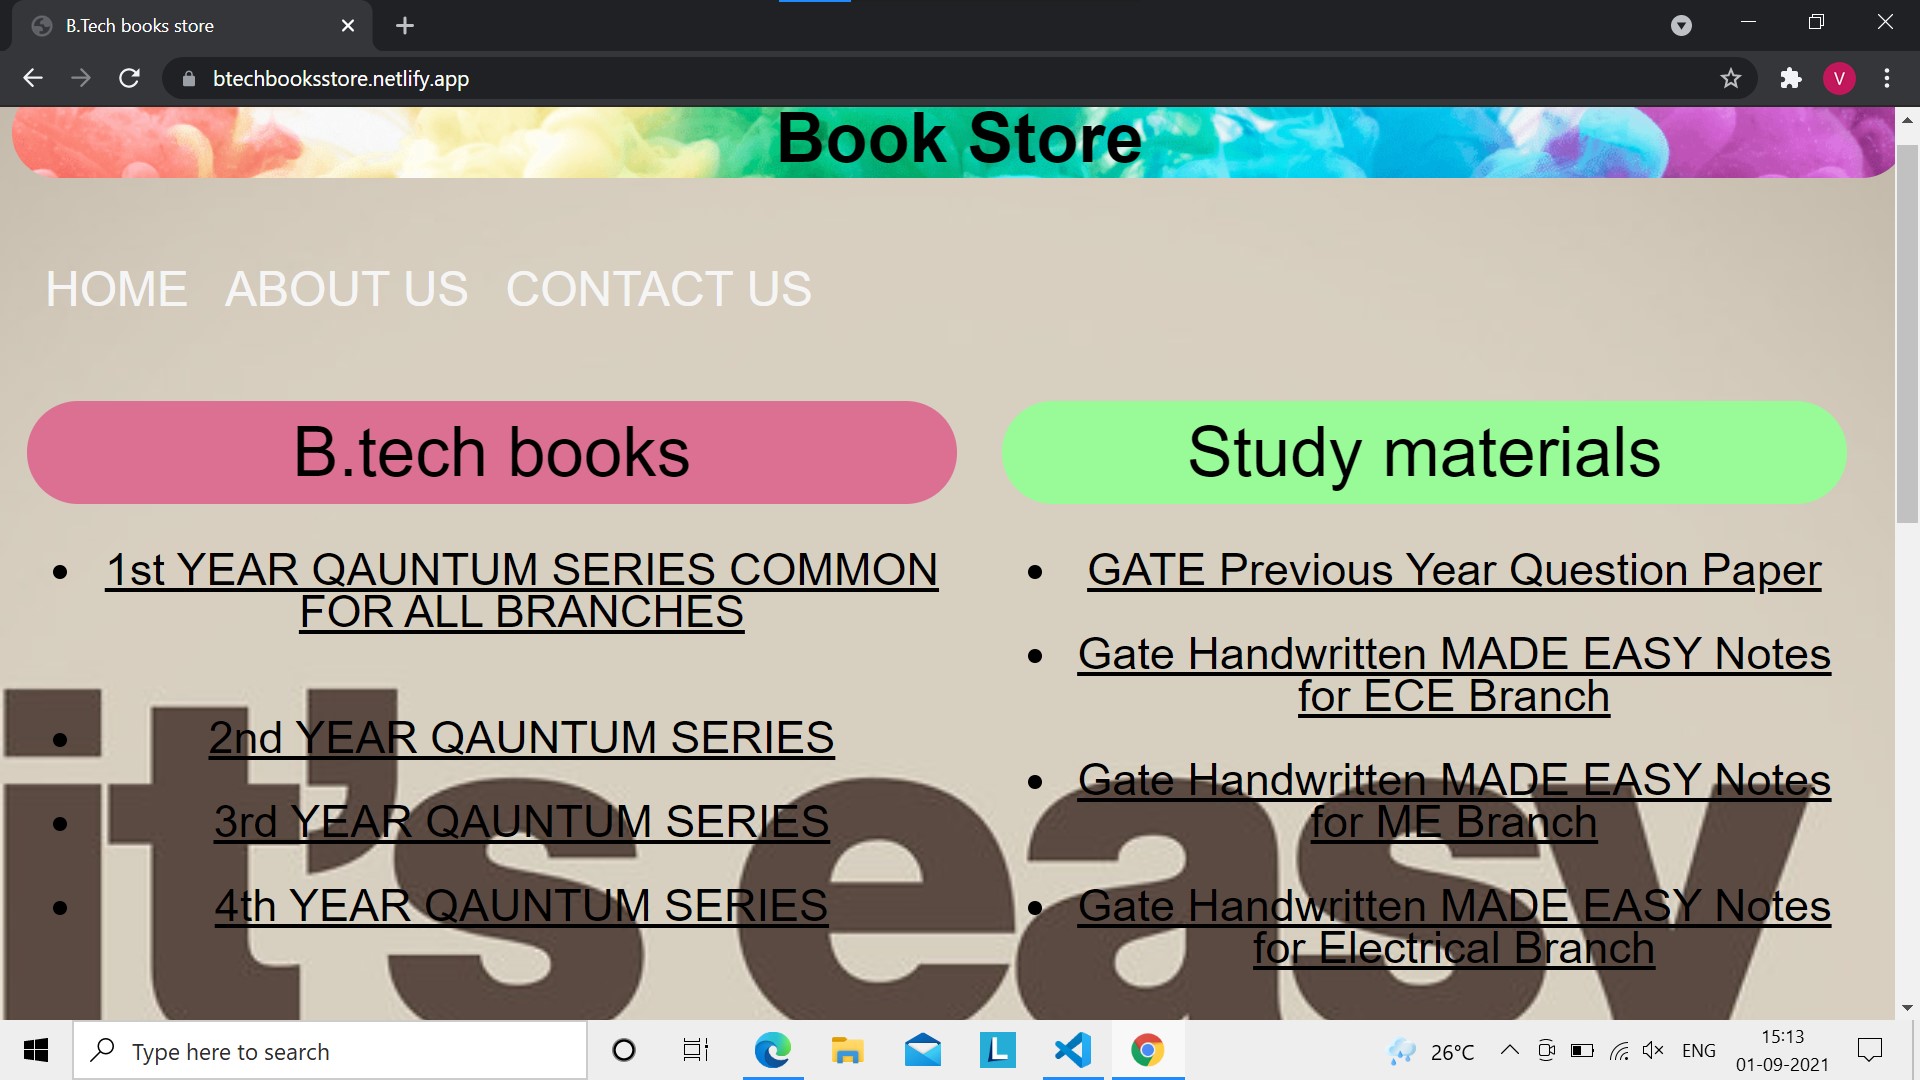 B.Tech books store
btechbooksstore.netlify.app
V
Book Store
HOME ABOUT US CONTACT US
B.tech books
1st YEAR QAUNTUM SERIES COMMON
FOR ALL BRANCHES
2nd YEAR QAUNTUM SERIES
3rd YEAR QAUNTUM SERIES
4th YEAR QAUNTUM SERIES
Study materials
GATE Previous Year Question Paper
Gate Handwritten MADE EASY Notes
for ECE Branch
Gate Handwritten MADE EASY Notes
for ME Branch
Gate Handwritten MADE EASY Notes
for Electrical Branch
it's easy
Type here to search
L
26°C
ENG
15:13
01-09-2021